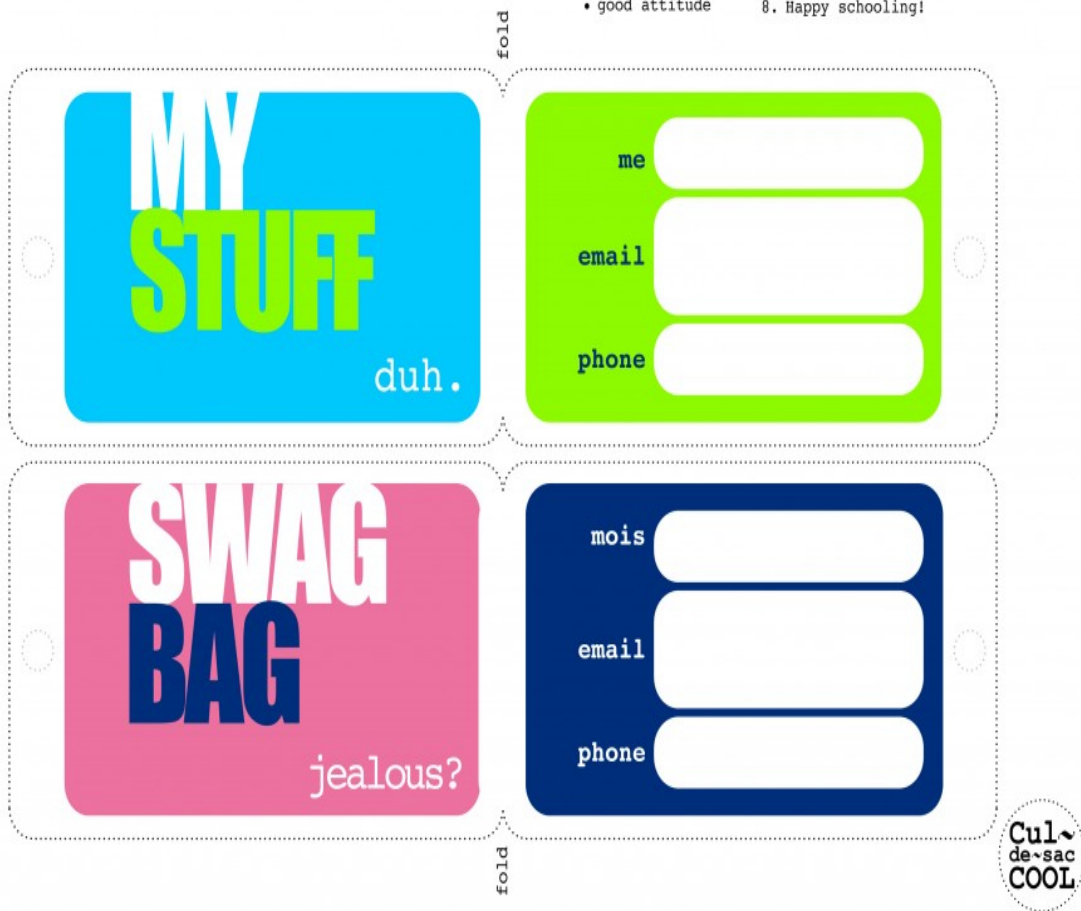 • good attitude
8. Happy schooling!
fold
MY
STUFF
duh.
me
email
phone
SWAG
BAG
jealous?
mois
email
phone
fold
Cul~
de~sac
COOL